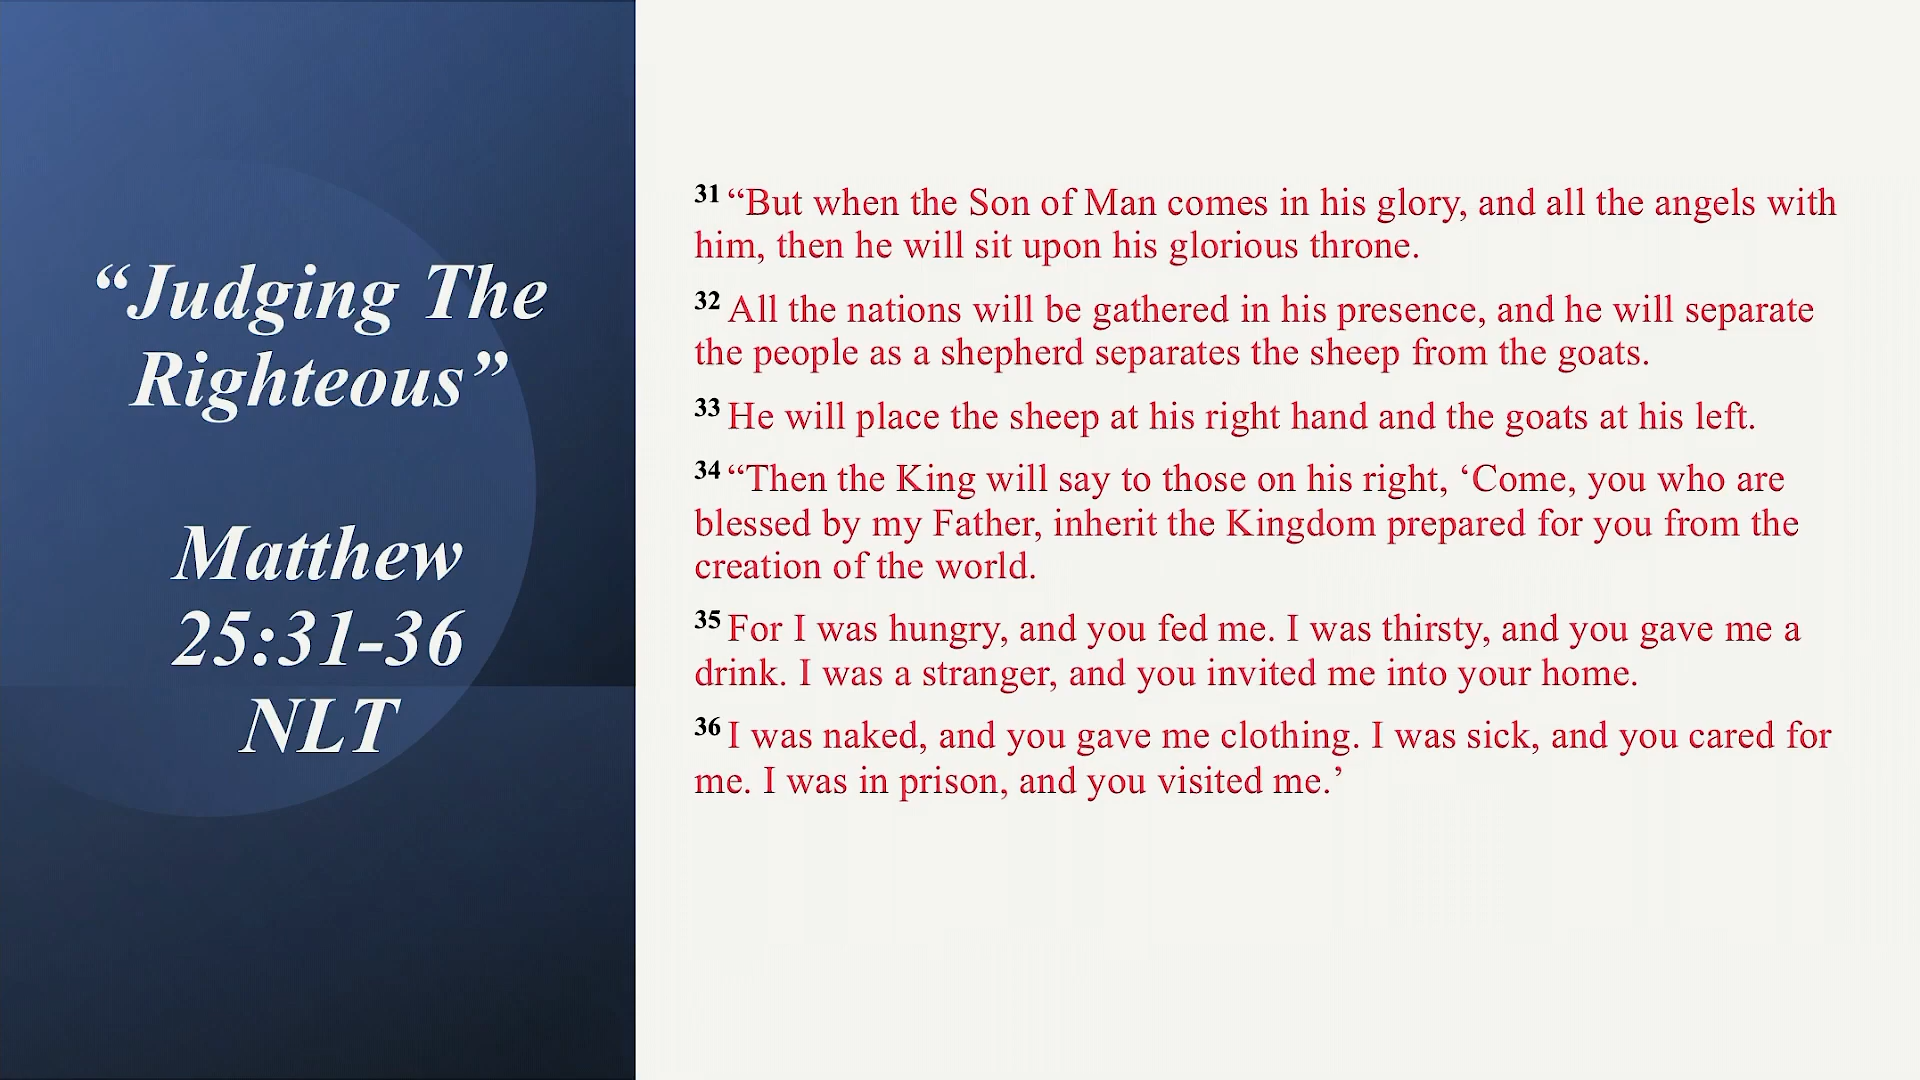 “Judging The
Righteous”
Matthew
25:31-36
NLT
31 “But when the Son of Man comes in his glory, and all the angels with
him, then he will sit upon his glorious throne.
32 All the nations will be gathered in his presence, and he will separate
the people as a shepherd separates the sheep from the goats.
33 He will place the sheep at his right hand and the goats at his left.
34 “Then the King will say to those on his right, ‘Come, you who are
blessed by my Father, inherit the Kingdom prepared for you from the
creation of the world.
35 For I was hungry, and you fed me. I was thirsty, and you gave me a
drink. I was a stranger, and you invited me into your home.
36 I was naked, and you gave me clothing. I was sick, and you cared for
me. I was in prison, and you visited me.’